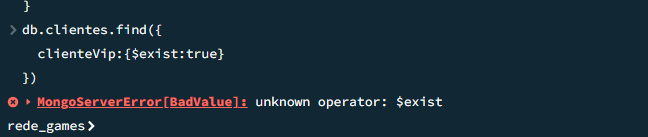 }
> db.clientes.find({
clienteVip:{$exist:true}
})
MongoServerError[BadValue]: unknown operator: $exist
rede_games>